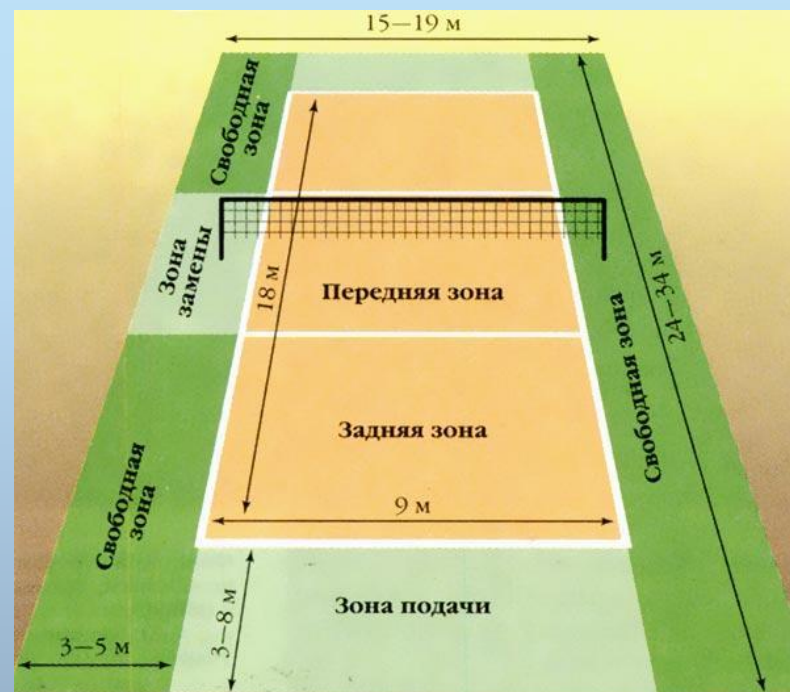 15—19 м
Свободная
зона
Зона
замены
18 м
Передняя зона
24—34 м
Свободная зона
Задняя зона
Свободная
зона
9 м
3—8 м
Зона подачи
3—5 м